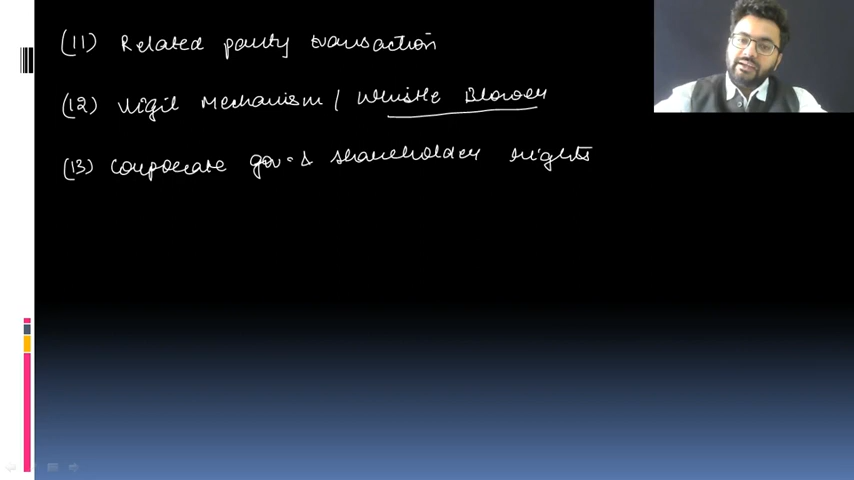 (11) Related party transaction
(12) Vigil Mechanism / Whistle Blower
(13) Corporate gov. & shareholder rights